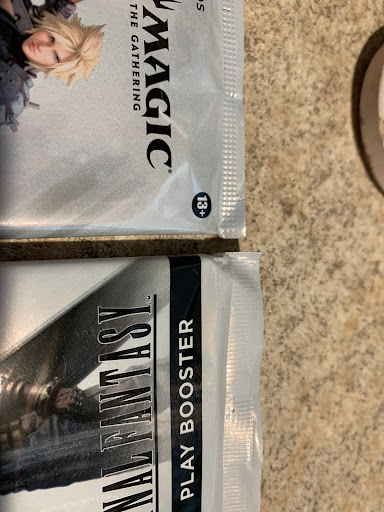 MAGIC
THE GATHERING
13+
NAL FANTASY
PLAY BOOSTER